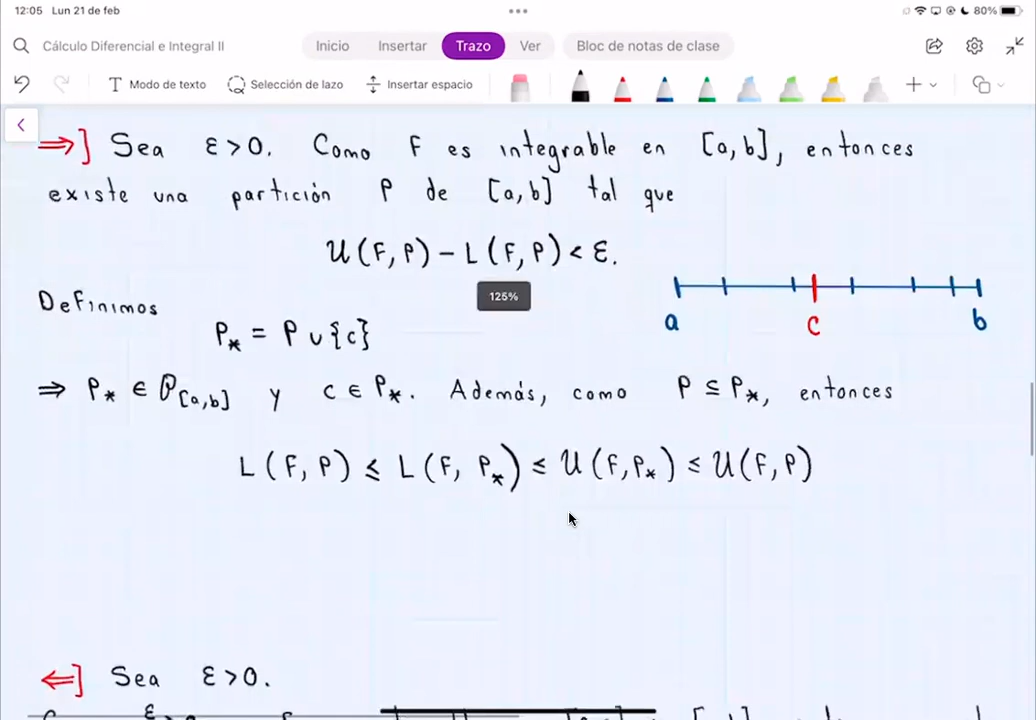 12:05 Lun 21 de feb
80%
Cálculo Diferencial e Integral II
Inicio Insertar Trazo Ver Bloc de notas de clase
Modo de texto Selección de lazo Insertar espacio
⇒] Sea ε>0. Como f es integrable en [a,b], entonces
existe una partición P de [a,b] tal que
U(f,P)-L(f,P)<ε.
125%
Definimos
a c b
P* = P∪{c}
⇒ P* ∈ 𝒫[a,b] y c∈P*. Además, como P⊆P*, entonces
L(f,P) ≤ L(f,P*) ≤ U(f,P*) ≤ U(f,P)
⇐] Sea ε>0.